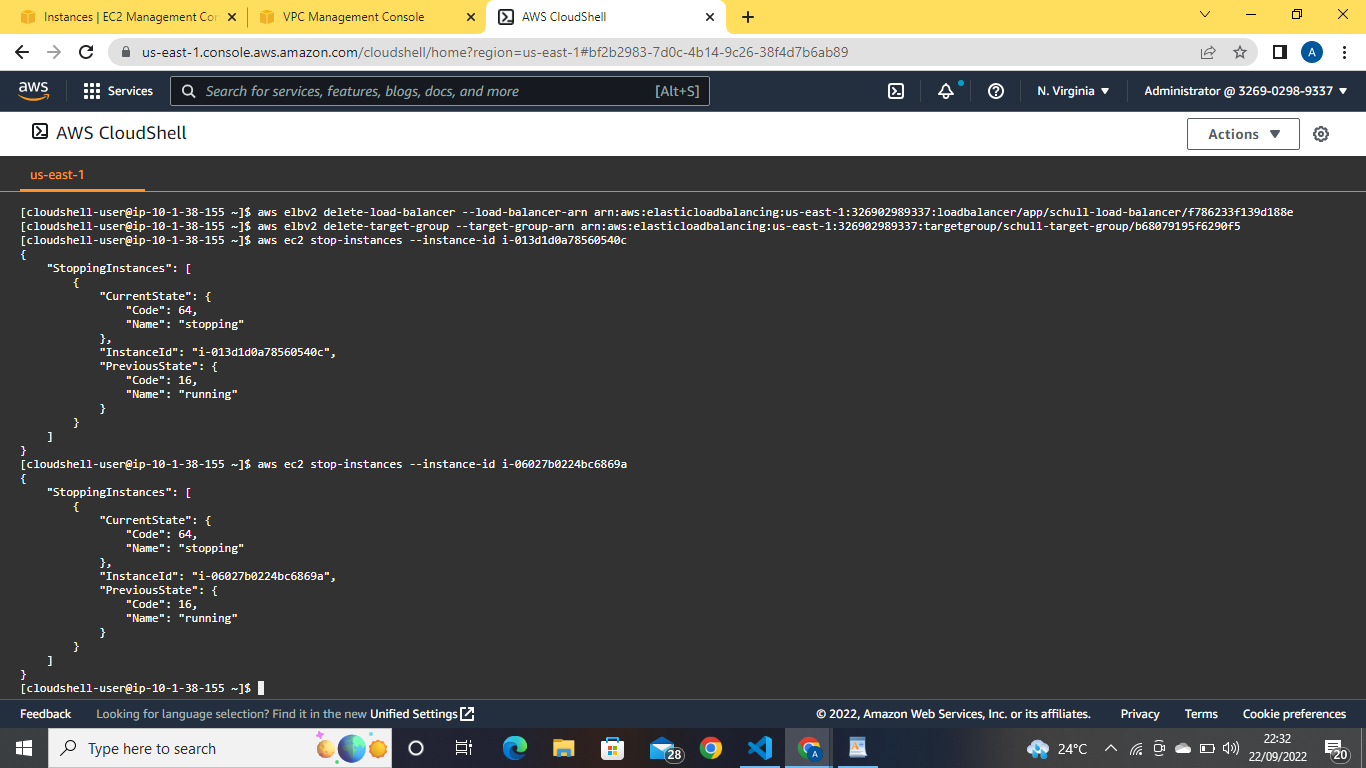 Instances | EC2 Management Con
VPC Management Console
AWS CloudShell
us-east-1.console.aws.amazon.com/cloudshell/home?region=us-east-1#bf2b2983-7d0c-4b14-9c26-38f4d7b6ab89
A
aws
Services
Search for services, features, blogs, docs, and more
[Alt+S]
N. Virginia
Administrator @ 3269-0298-9337
AWS CloudShell
Actions
us-east-1
[cloudshell-user@ip-10-1-38-155 ~]$ aws elbv2 delete-load-balancer --load-balancer-arn arn:aws:elasticloadbalancing:us-east-1:326902989337:loadbalancer/app/schull-load-balancer/f786233f139d188e
[cloudshell-user@ip-10-1-38-155 ~]$ aws elbv2 delete-target-group --target-group-arn arn:aws:elasticloadbalancing:us-east-1:326902989337:targetgroup/schull-target-group/b68079195f6290f5
[cloudshell-user@ip-10-1-38-155 ~]$ aws ec2 stop-instances --instance-id i-013d1d0a78560540c
{
    "StoppingInstances": [
        {
            "CurrentState": {
                "Code": 64,
                "Name": "stopping"
            },
            "InstanceId": "i-013d1d0a78560540c",
            "PreviousState": {
                "Code": 16,
                "Name": "running"
            }
        }
    ]
}
[cloudshell-user@ip-10-1-38-155 ~]$ aws ec2 stop-instances --instance-id i-06027b0224bc6869a
{
    "StoppingInstances": [
        {
            "CurrentState": {
                "Code": 64,
                "Name": "stopping"
            },
            "InstanceId": "i-06027b0224bc6869a",
            "PreviousState": {
                "Code": 16,
                "Name": "running"
            }
        }
    ]
}
[cloudshell-user@ip-10-1-38-155 ~]$
Feedback
Looking for language selection? Find it in the new Unified Settings
© 2022, Amazon Web Services, Inc. or its affiliates.
Privacy
Terms
Cookie preferences
Type here to search
28
A
24°C
22:32
22/09/2022
20